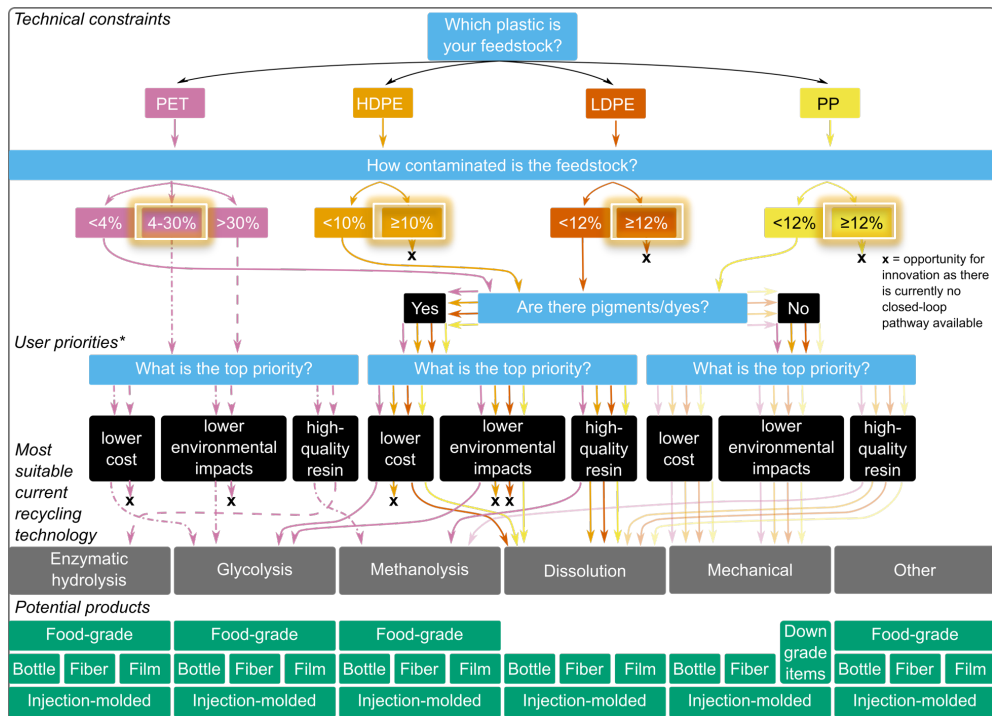 Technical constraints
Which plastic is
your feedstock?
PET
HDPE
LDPE
PP
How contaminated is the feedstock?
<4%
4-30%
>30%
<10%
≥10%
<12%
≥12%
<12%
≥12%
x
x
x
x = opportunity for
innovation as there
is currently no
closed-loop
pathway available
Yes
Are there pigments/dyes?
No
User priorities*
What is the top priority?
What is the top priority?
What is the top priority?
lower
cost
lower
environmental
impacts
high-
quality
resin
lower
cost
lower
environmental
impacts
high-
quality
resin
lower
cost
lower
environmental
impacts
high-
quality
resin
x
x
x
x
x
Most
suitable
current
recycling
technology
Enzymatic
hydrolysis
Glycolysis
Methanolysis
Dissolution
Mechanical
Other
Potential products
Food-grade
Food-grade
Food-grade
Down
grade
items
Food-grade
Bottle
Fiber
Film
Bottle
Fiber
Film
Bottle
Fiber
Film
Bottle
Fiber
Film
Bottle
Fiber
Bottle
Fiber
Film
Injection-molded
Injection-molded
Injection-molded
Injection-molded
Injection-molded
Injection-molded